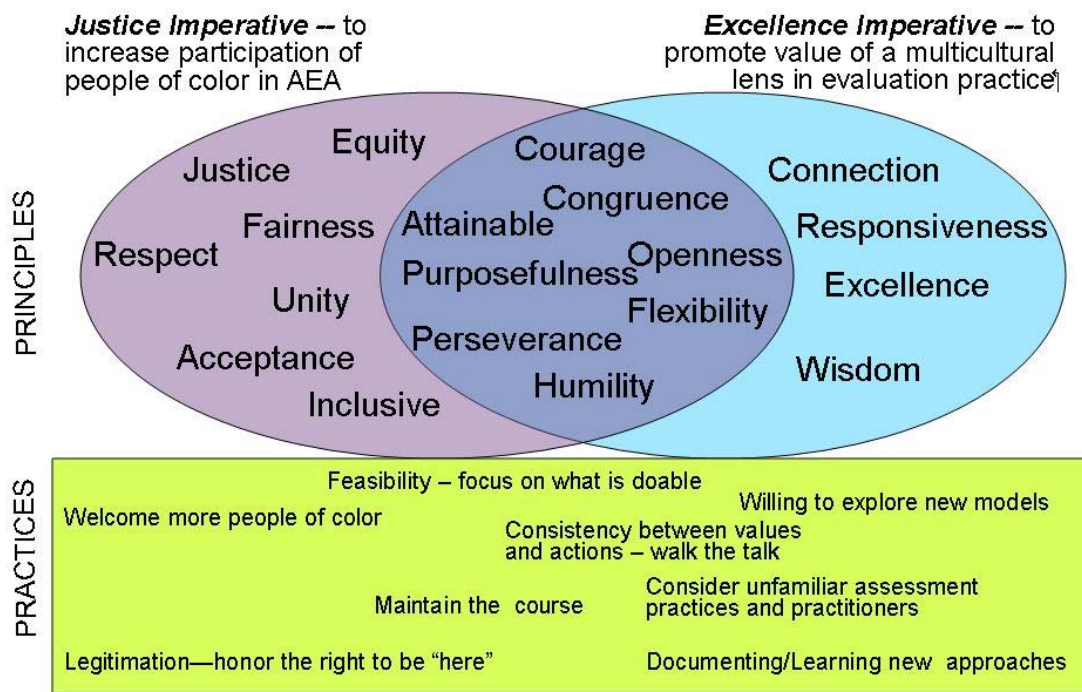 Justice Imperative -- to
increase participation of
people of color in AEA
Excellence Imperative -- to
promote value of a multicultural
lens in evaluation practice¶
PRINCIPLES
Equity
Justice
Fairness
Respect
Unity
Acceptance
Inclusive
Courage
Congruence
Attainable
Openness
Purposefulness
Flexibility
Perseverance
Humility
Connection
Responsiveness
Excellence
Wisdom
PRACTICES
Feasibility – focus on what is doable
Willing to explore new models
Welcome more people of color
Consistency between values
and actions – walk the talk
Consider unfamiliar assessment
practices and practitioners
Maintain the course
Legitimation—honor the right to be “here”
Documenting/Learning new approaches